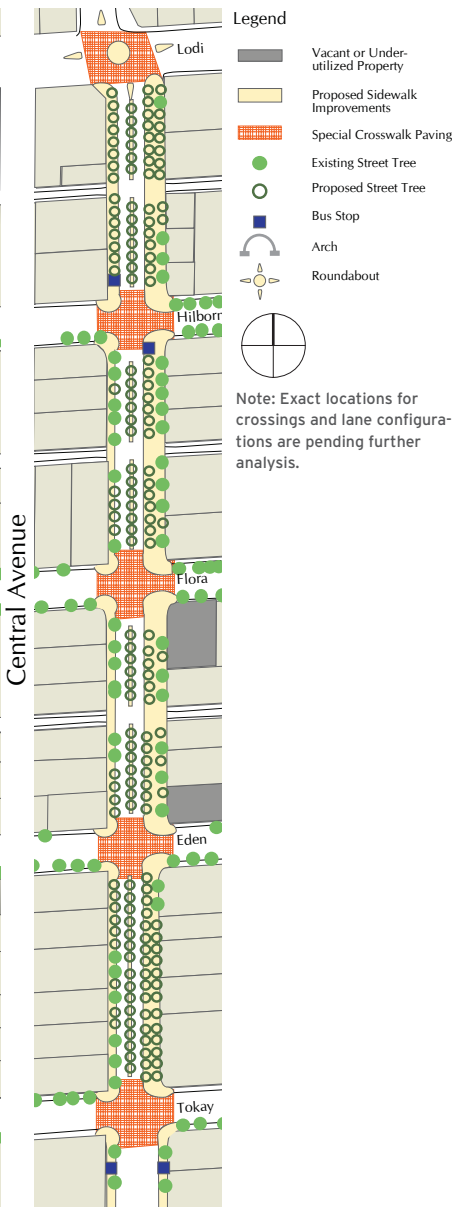 Lodi
Hilborn
Flora
Eden
Tokay
Central Avenue
Legend
Vacant or Under-
utilized Property
Proposed Sidewalk
Improvements
Special Crosswalk Paving
Existing Street Tree
Proposed Street Tree
Bus Stop
Arch
Roundabout
Note: Exact locations for
crossings and lane configura-
tions are pending further
analysis.